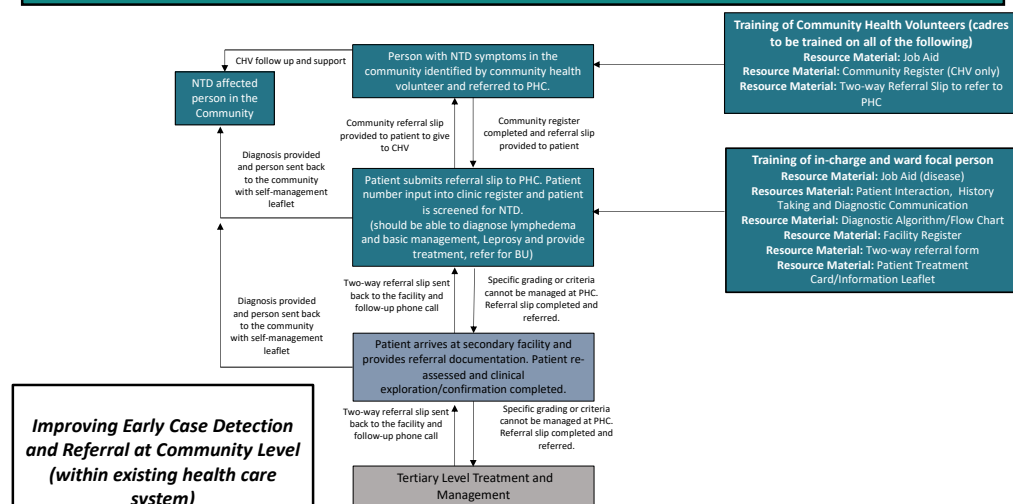 Training of Community Health Volunteers (cadres
to be trained on all of the following)
Resource Material: Job Aid
Resource Material: Community Register (CHV only)
Resource Material: Two-way Referral Slip to refer to
PHC
CHV follow up and support
Person with NTD symptoms in the
community identified by community health
volunteer and referred to PHC.
NTD affected
person in the
Community
Community referral slip
provided to patient to give
to CHV
Community register
completed and referral slip
provided to patient
Diagnosis provided
and person sent back
to the community
with self-management
leaflet
Patient submits referral slip to PHC. Patient
number input into clinic register and patient
is screened for NTD.
(should be able to diagnose lymphedema
and basic management, Leprosy and provide
treatment, refer for BU)
Training of in-charge and ward focal person
Resource Material: Job Aid (disease)
Resources Material: Patient Interaction, History
Taking and Diagnostic Communication
Resource Material: Diagnostic Algorithm/Flow Chart
Resource Material: Facility Register
Resource Material: Two-way referral form
Resource Material: Patient Treatment
Card/Information Leaflet
Two-way referral slip sent
back to the facility and
follow-up phone call
Specific grading or criteria
cannot be managed at PHC.
Referral slip completed and
referred.
Diagnosis provided
and person sent back
to the community
with self-management
leaflet
Patient arrives at secondary facility and
provides referral documentation. Patient re-
assessed and clinical
exploration/confirmation completed.
Two-way referral slip sent
back to the facility and
follow-up phone call
Specific grading or criteria
cannot be managed at PHC.
Referral slip completed and
referred.
Improving Early Case Detection
and Referral at Community Level
(within existing health care
system)
Tertiary Level Treatment and
Management